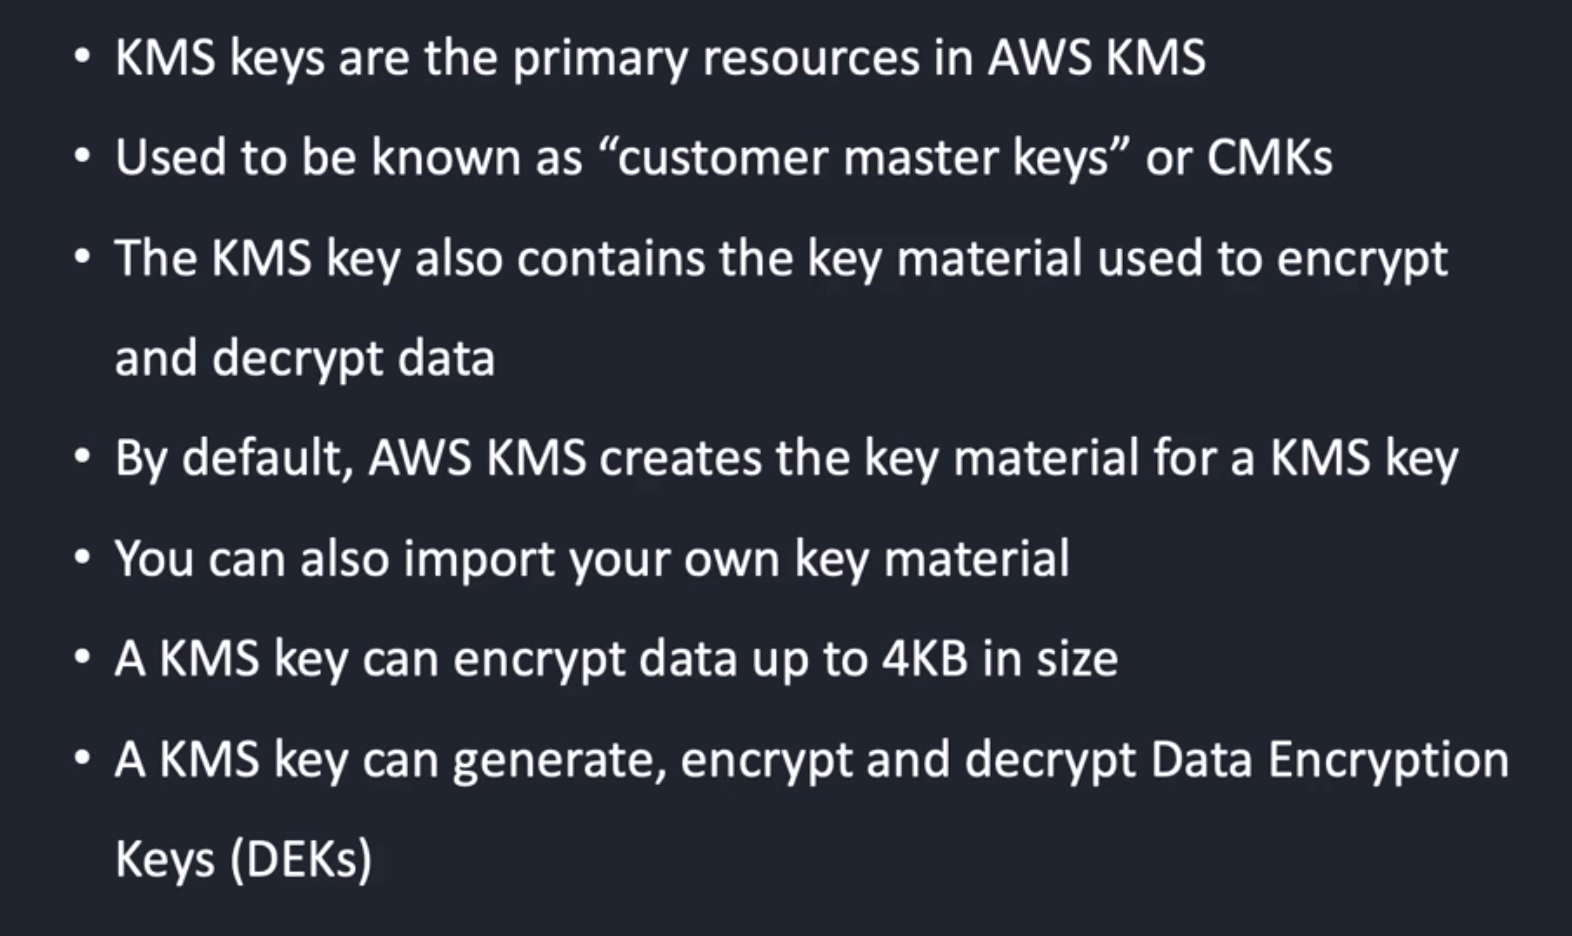 • KMS keys are the primary resources in AWS KMS
• Used to be known as “customer master keys” or CMKs
• The KMS key also contains the key material used to encrypt
and decrypt data
• By default, AWS KMS creates the key material for a KMS key
• You can also import your own key material
• A KMS key can encrypt data up to 4KB in size
• A KMS key can generate, encrypt and decrypt Data Encryption
Keys (DEKs)